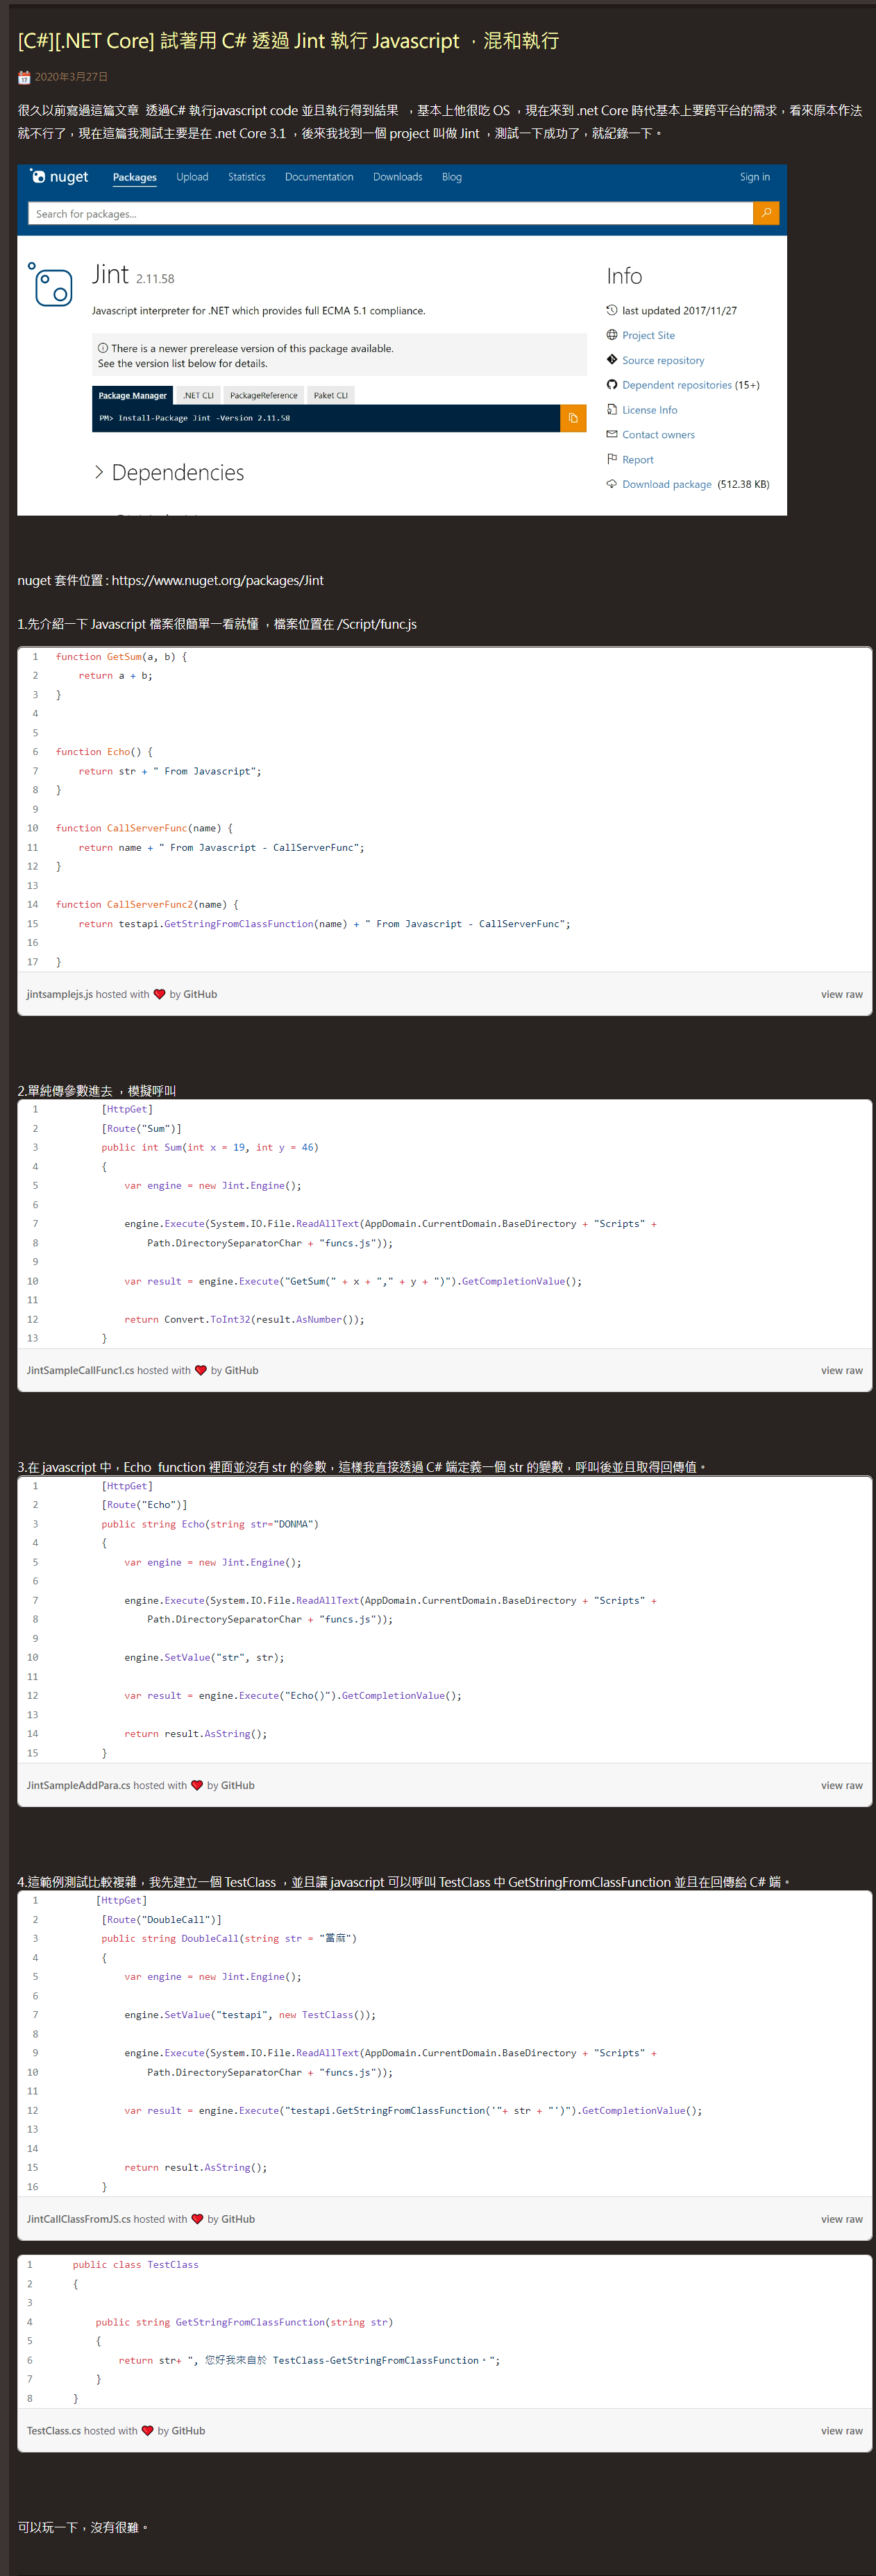 [C#][.NET Core] 試著用 C# 透過 Jint 執行 Javascript ，混和執行
2020年3月27日
很久以前寫過這篇文章 透過C# 執行javascript code 並且執行得到結果 ，基本上他很吃 OS ，現在來到 .net Core 時代基本上要跨平台的需求，看來原本作法
就不行了，現在這篇我測試主要是在 .net Core 3.1 ，後來我找到一個 project 叫做 Jint ，測試一下成功了，就紀錄一下。
nuget Packages Upload Statistics Documentation Downloads Blog Sign in
Search for packages...
Jint 2.11.58
Javascript interpreter for .NET which provides full ECMA 5.1 compliance.
There is a newer prerelease version of this package available.
See the version list below for details.
Package Manager .NET CLI PackageReference Paket CLI
PM> Install-Package Jint -Version 2.11.58
Dependencies
Info
last updated 2017/11/27
Project Site
Source repository
Dependent repositories (15+)
License Info
Contact owners
Report
Download package (512.38 KB)
nuget 套件位置 : https://www.nuget.org/packages/Jint
1.先介紹一下 Javascript 檔案很簡單一看就懂 ，檔案位置在 /Script/func.js
1 function GetSum(a, b) {
2 return a + b;
3 }
4
5
6 function Echo() {
7 return str + " From Javascript";
8 }
9
10 function CallServerFunc(name) {
11 return name + " From Javascript - CallServerFunc";
12 }
13
14 function CallServerFunc2(name) {
15 return testapi.GetStringFromClassFunction(name) + " From Javascript - CallServerFunc";
16
17 }
jintsamplejs.js hosted with ❤ by GitHub view raw
2.單純傳參數進去 ，模擬呼叫
1 [HttpGet]
2 [Route("Sum")]
3 public int Sum(int x = 19, int y = 46)
4 {
5 var engine = new Jint.Engine();
6
7 engine.Execute(System.IO.File.ReadAllText(AppDomain.CurrentDomain.BaseDirectory + "Scripts" +
8 Path.DirectorySeparatorChar + "funcs.js"));
9
10 var result = engine.Execute("GetSum(" + x + "," + y + ")").GetCompletionValue();
11
12 return Convert.ToInt32(result.AsNumber());
13 }
JintSampleCallFunc1.cs hosted with ❤ by GitHub view raw
3.在 javascript 中，Echo function 裡面並沒有 str 的參數，這樣我直接透過 C# 端定義一個 str 的變數，呼叫後並且取得回傳值。
1 [HttpGet]
2 [Route("Echo")]
3 public string Echo(string str="DONMA")
4 {
5 var engine = new Jint.Engine();
6
7 engine.Execute(System.IO.File.ReadAllText(AppDomain.CurrentDomain.BaseDirectory + "Scripts" +
8 Path.DirectorySeparatorChar + "funcs.js"));
9
10 engine.SetValue("str", str);
11
12 var result = engine.Execute("Echo()").GetCompletionValue();
13
14 return result.AsString();
15 }
JintSampleAddPara.cs hosted with ❤ by GitHub view raw
4.這範例測試比較複雜，我先建立一個 TestClass ，並且讓 javascript 可以呼叫 TestClass 中 GetStringFromClassFunction 並且在回傳給 C# 端。
1 [HttpGet]
2 [Route("DoubleCall")]
3 public string DoubleCall(string str = "當麻")
4 {
5 var engine = new Jint.Engine();
6
7 engine.SetValue("testapi", new TestClass());
8
9 engine.Execute(System.IO.File.ReadAllText(AppDomain.CurrentDomain.BaseDirectory + "Scripts" +
10 Path.DirectorySeparatorChar + "funcs.js"));
11
12 var result = engine.Execute("testapi.GetStringFromClassFunction('"+ str + "')").GetCompletionValue();
13
14
15 return result.AsString();
16 }
JintCallClassFromJS.cs hosted with ❤ by GitHub view raw
1 public class TestClass
2 {
3
4 public string GetStringFromClassFunction(string str)
5 {
6 return str+ ", 您好我來自於 TestClass-GetStringFromClassFunction。";
7 }
8 }
TestClass.cs hosted with ❤ by GitHub view raw
可以玩一下，沒有很難。